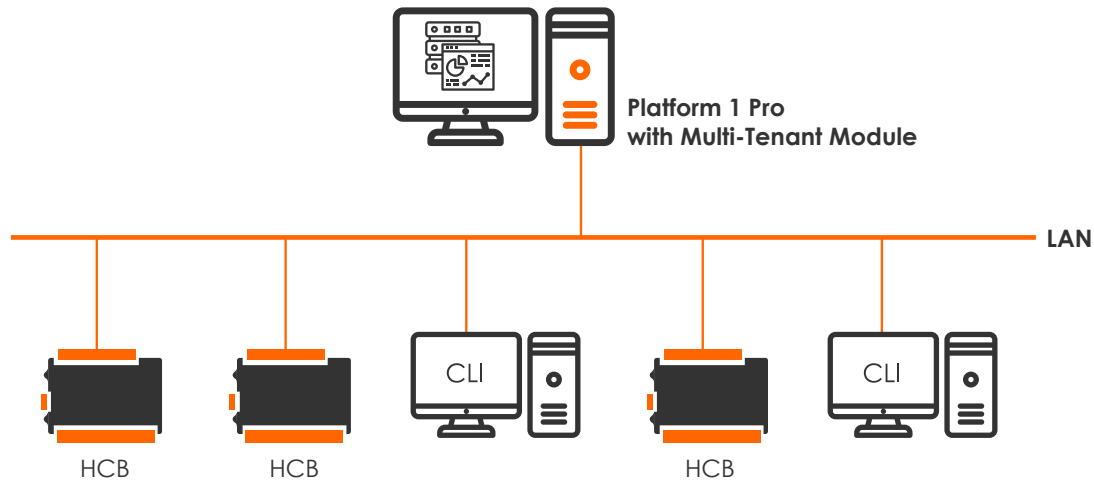 Platform 1 Pro
with Multi-Tenant Module
LAN
CLI
CLI
HCB
HCB
HCB